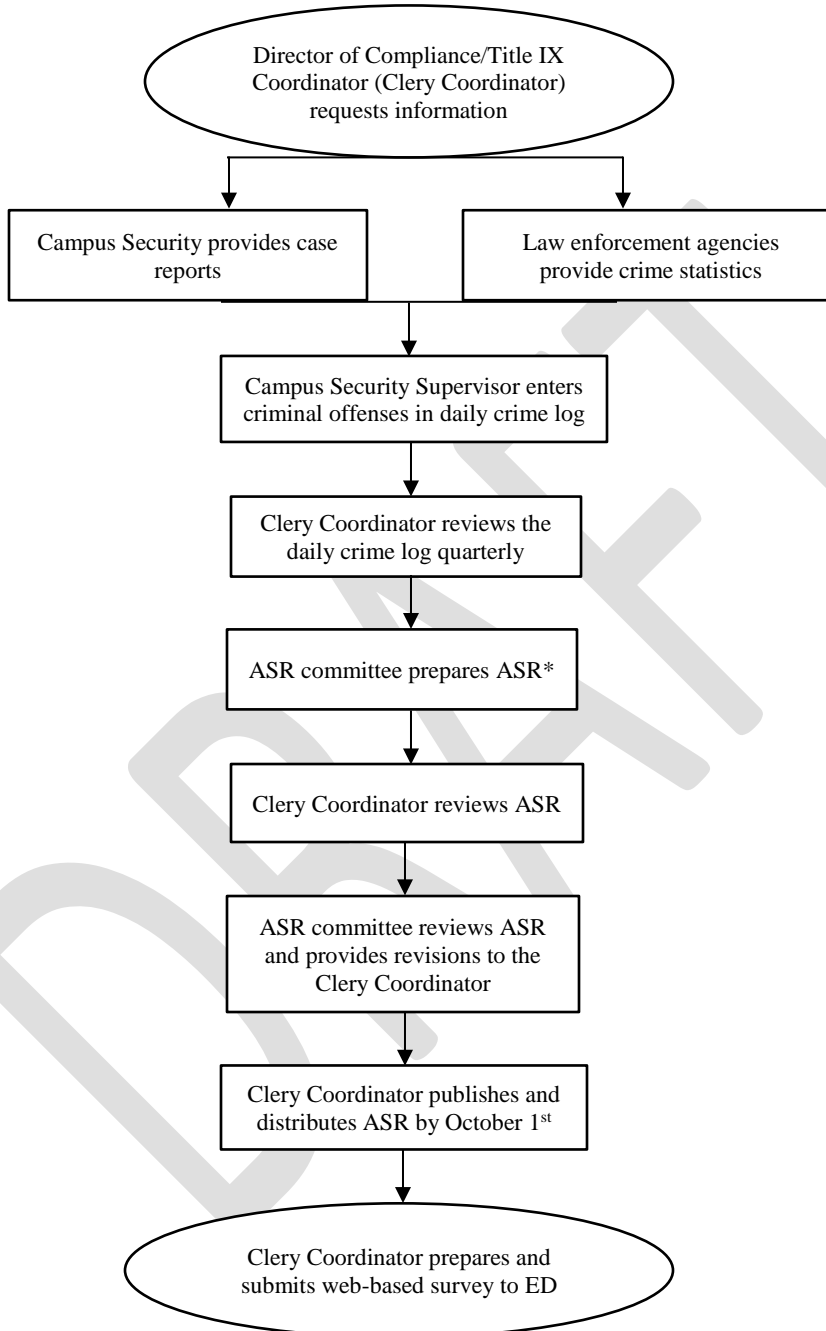 Director of Compliance/Title IX
Coordinator (Clery Coordinator)
requests information
Campus Security provides case
reports
Law enforcement agencies
provide crime statistics
Campus Security Supervisor enters
criminal offenses in daily crime log
Clery Coordinator reviews the
daily crime log quarterly
ASR committee prepares ASR*
Clery Coordinator reviews ASR
ASR committee reviews ASR
and provides revisions to the
Clery Coordinator
Clery Coordinator publishes and
distributes ASR by October 1st
Clery Coordinator prepares and
submits web-based survey to ED
DRAFT